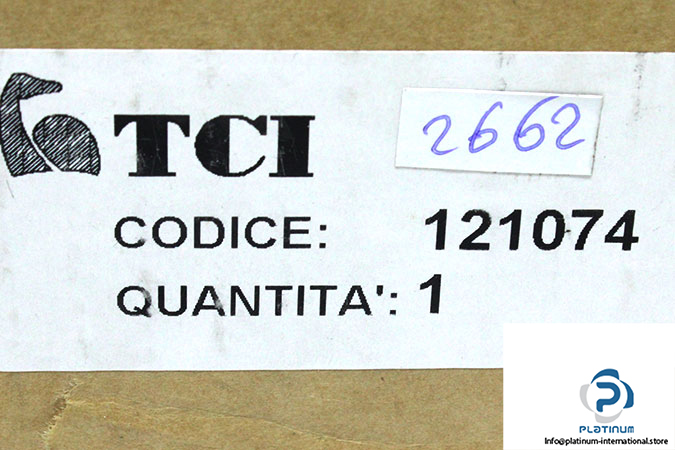 TCI
2662
CODICE: 121074
QUANTITA': 1
PLATINUM
Info@platinum-international.store